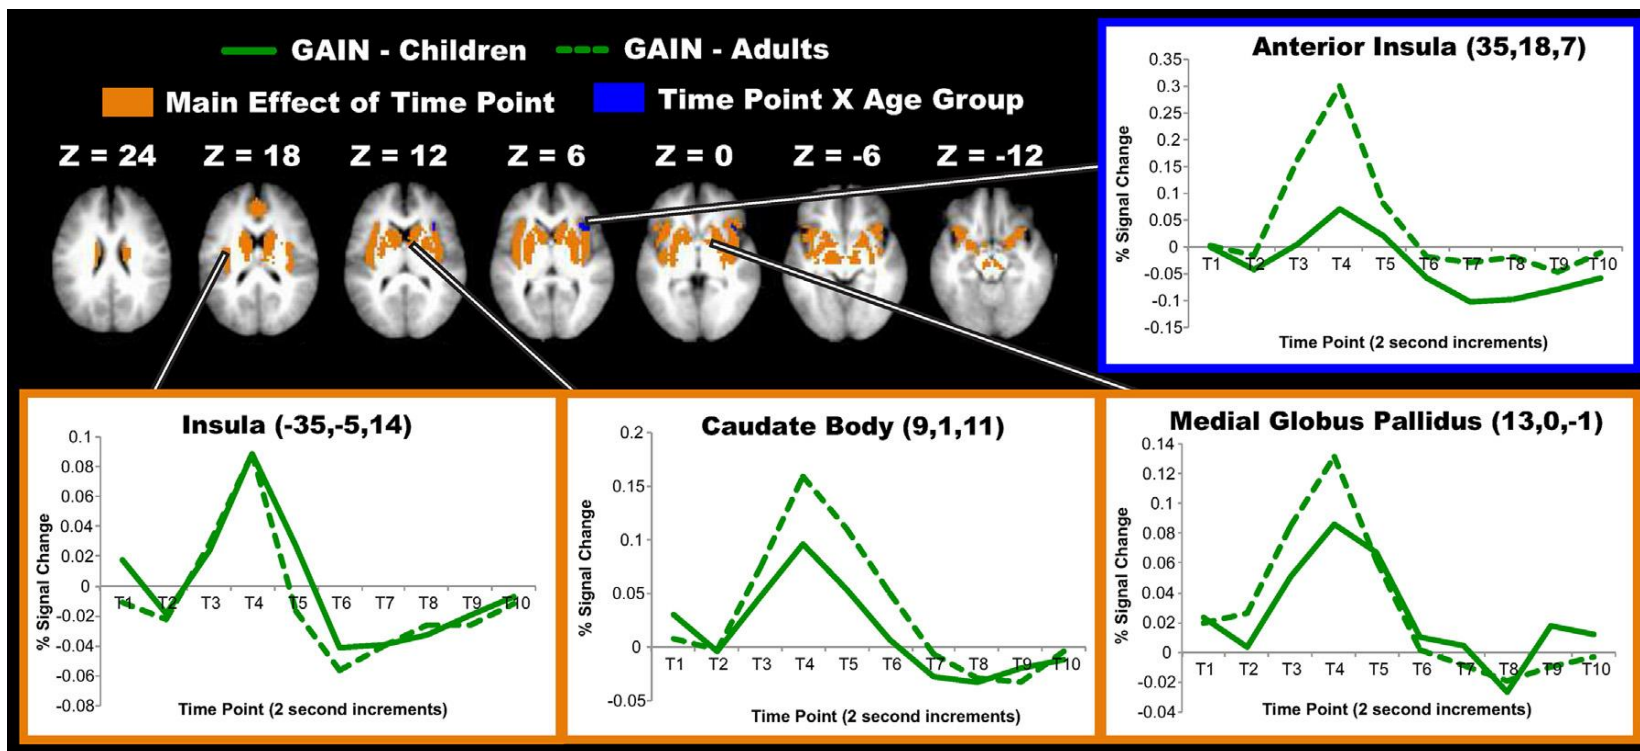 GAIN - Children GAIN - Adults
Main Effect of Time Point Time Point X Age Group
Z = 24 Z = 18 Z = 12 Z = 6 Z = 0 Z = -6 Z = -12
Anterior Insula (35,18,7)
% Signal Change
0.35
0.3
0.25
0.2
0.15
0.1
0.05
0
-0.05
-0.1
-0.15
T1 T2 T3 T4 T5 T6 T7 T8 T9 T10
Time Point (2 second increments)
Insula (-35,-5,14)
% Signal Change
0.1
0.08
0.06
0.04
0.02
0
-0.02
-0.04
-0.06
-0.08
T1 T2 T3 T4 T5 T6 T7 T8 T9 T10
Time Point (2 second increments)
Caudate Body (9,1,11)
% Signal Change
0.2
0.15
0.1
0.05
0
-0.05
T1 T2 T3 T4 T5 T6 T7 T8 T9 T10
Time Point (2 second increments)
Medial Globus Pallidus (13,0,-1)
% Signal Change
0.14
0.12
0.1
0.08
0.06
0.04
0.02
0
-0.02
-0.04
T1 T2 T3 T4 T5 T6 T7 T8 T9 T10
Time Point (2 second increments)